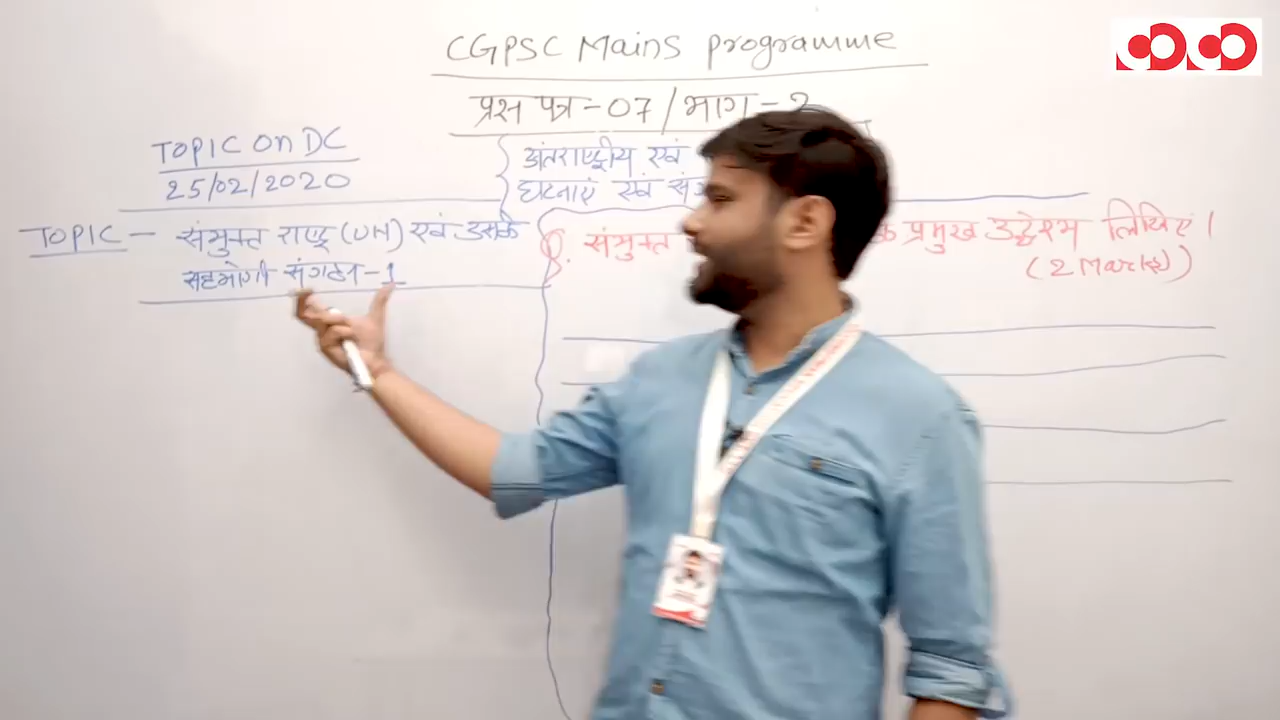 CGPSC Mains programme
प्रश्न पत्र - 07 / भाग - 2
TOPIC on DC
25/02/2020
अंतराष्ट्रीय एवं
घटनाएं एवं
TOPIC - संयुक्त राष्ट्र (UN) एवं उसके
सहयोगी संगठन - 1
Q. संयुक्त प्रमुख उद्देश्य लिखिए।
(2 Marks)